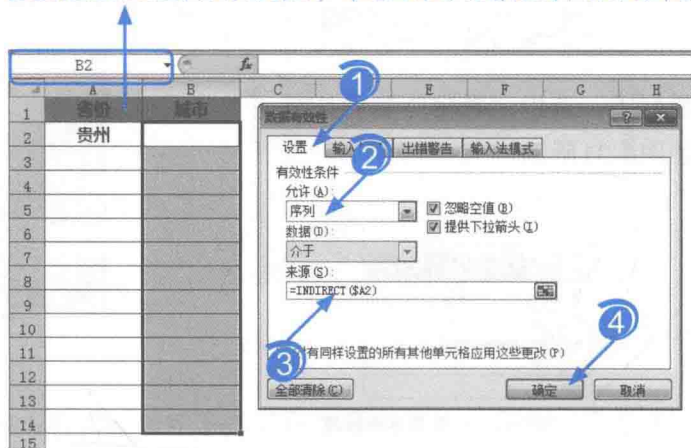 B2
fx
A B C E F G H
1 省份 城市
2 贵州
3
4
5
6
7
8
9
10
11
12
13
14
15
数据有效性
设置 输入 出错警告 输入法模式
有效性条件
允许(A):
序列
忽略空值(B)
数据(D):
提供下拉箭头(I)
介于
来源(S):
=INDIRECT($A2)
有同样设置的所有其他单元格应用这些更改(P)
全部清除(C) 确定 取消
1
2
3
4